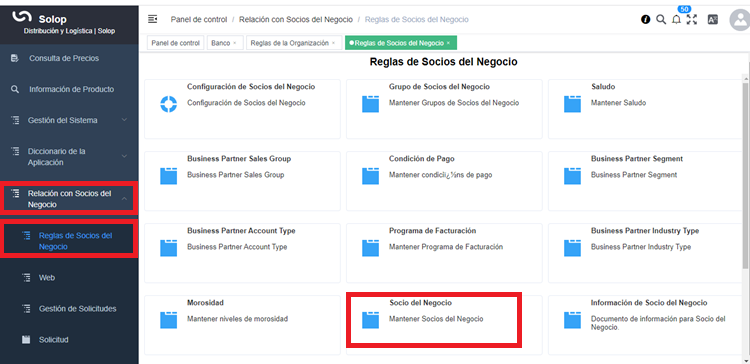 Solop
Distribución y Logística | Solop
Consulta de Precios
Información de Producto
Gestión del Sistema
Diccionario de la
Aplicación
Relación con Socios del
Negocio
Reglas de Socios del
Negocio
Web
Gestión de Solicitudes
Solicitud
Panel de control / Relación con Socios del Negocio / Reglas de Socios del Negocio
50
Panel de control
Banco ×
Reglas de la Organización ×
Reglas de Socios del Negocio ×
Reglas de Socios del Negocio
Configuración de Socios del Negocio
Configuración de Socios del Negocio
Grupo de Socios del Negocio
Mantener Grupos de Socios del Negocio
Saludo
Mantener Saludo
Business Partner Sales Group
Business Partner Sales Group
Condición de Pago
Mantener condiciï¿½ns de pago
Business Partner Segment
Business Partner Segment
Business Partner Account Type
Business Partner Account Type
Programa de Facturación
Mantener Programa de Facturación
Business Partner Industry Type
Business Partner Industry Type
Morosidad
Mantener niveles de morosidad
Socio del Negocio
Mantener Socios del Negocio
Información de Socio del Negocio
Documento de información para Socio del
Negocio.